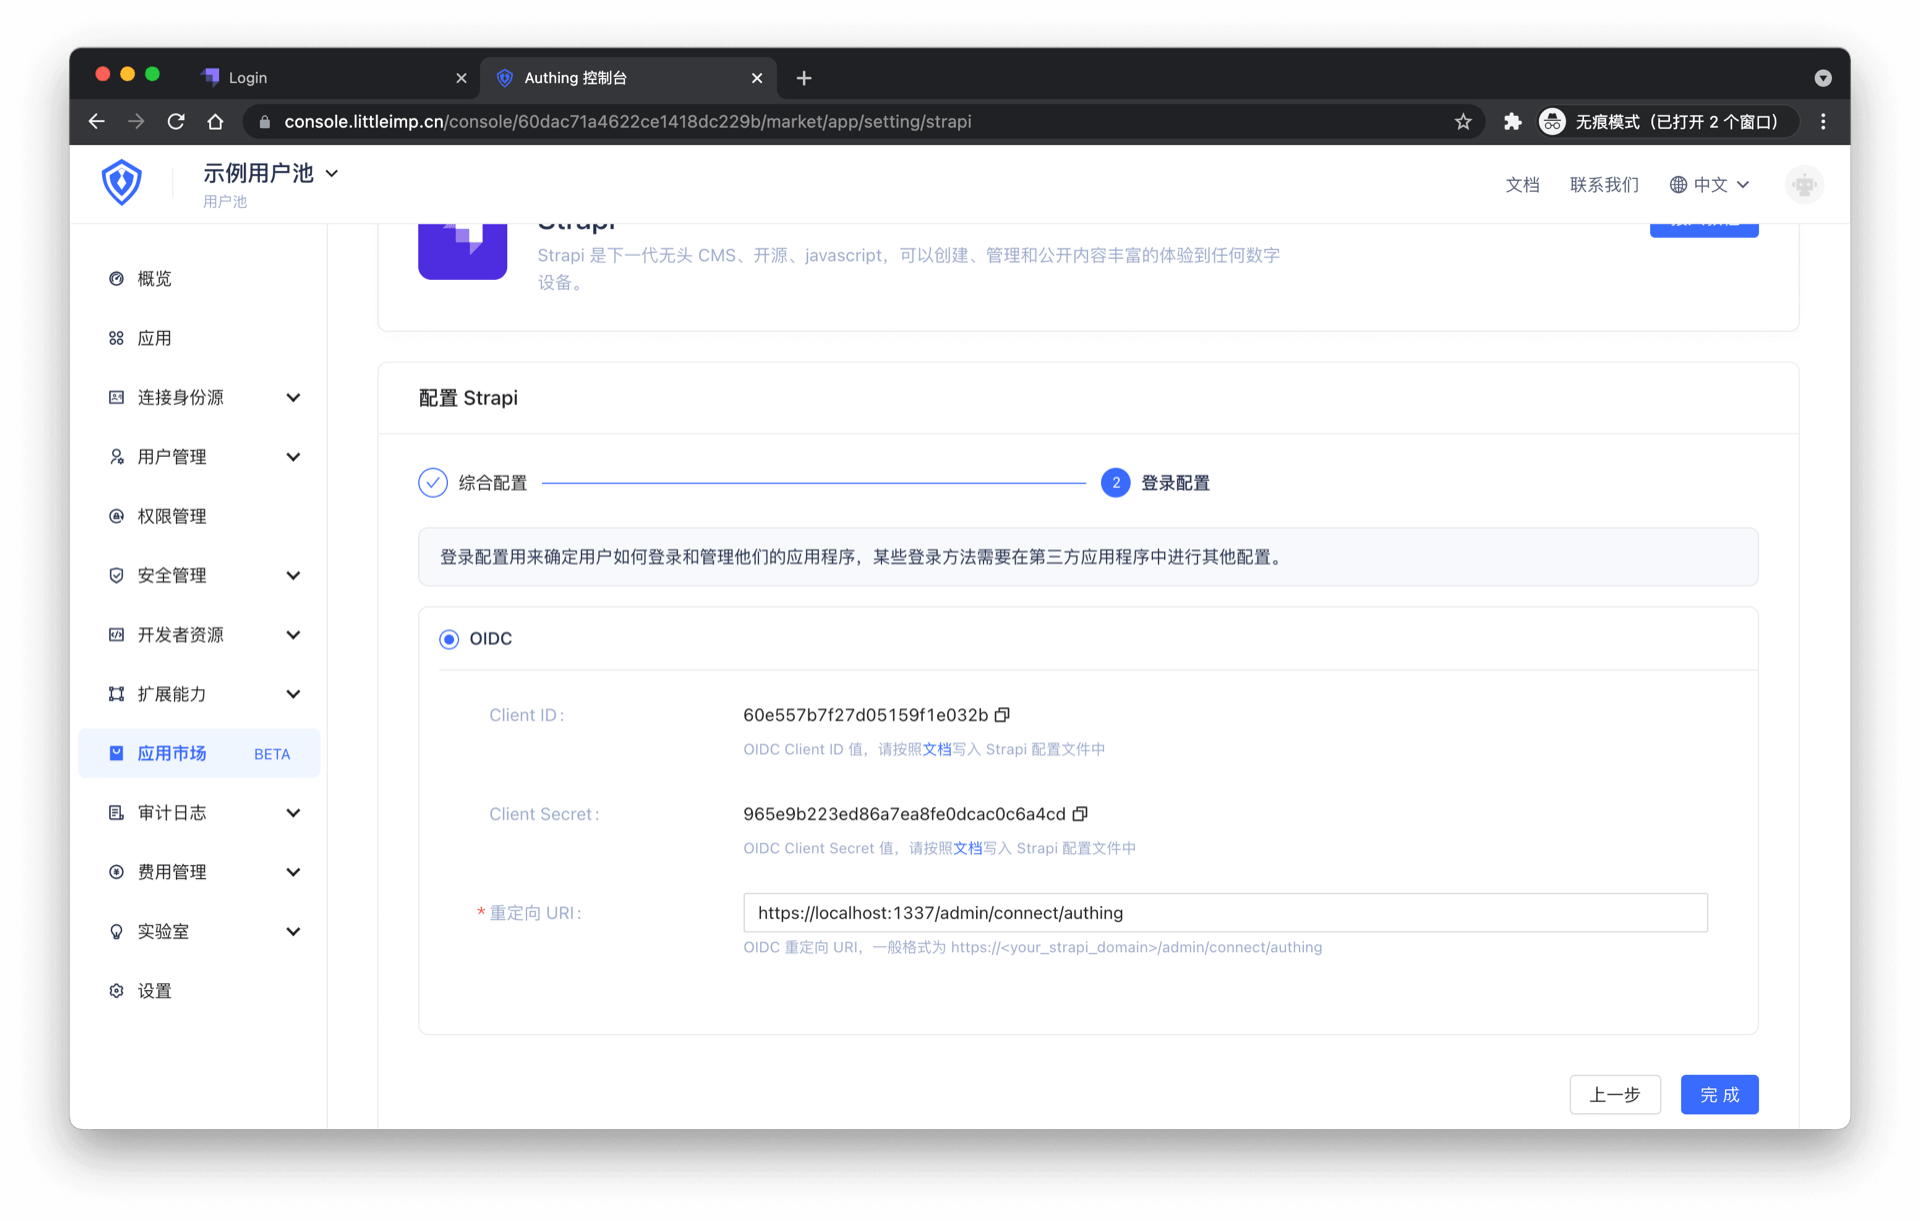 Login
Authing 控制台
console.littleimp.cn/console/60dac71a4622ce1418dc229b/market/app/setting/strapi
无痕模式（已打开 2 个窗口）
示例用户池
用户池
文档
联系我们
中文
Strapi
Strapi 是下一代无头 CMS、开源、javascript，可以创建、管理和公开内容丰富的体验到任何数字
设备。
概览
应用
连接身份源
用户管理
权限管理
安全管理
开发者资源
扩展能力
应用市场 BETA
审计日志
费用管理
实验室
设置
配置 Strapi
综合配置
2 登录配置
登录配置用来确定用户如何登录和管理他们的应用程序，某些登录方法需要在第三方应用程序中进行其他配置。
OIDC
Client ID :
60e557b7f27d05159f1e032b
OIDC Client ID 值，请按照文档写入 Strapi 配置文件中
Client Secret :
965e9b223ed86a7ea8fe0dcac0c6a4cd
OIDC Client Secret 值，请按照文档写入 Strapi 配置文件中
* 重定向 URI :
https://localhost:1337/admin/connect/authing
OIDC 重定向 URI，一般格式为 https://<your_strapi_domain>/admin/connect/authing
上一步
完 成